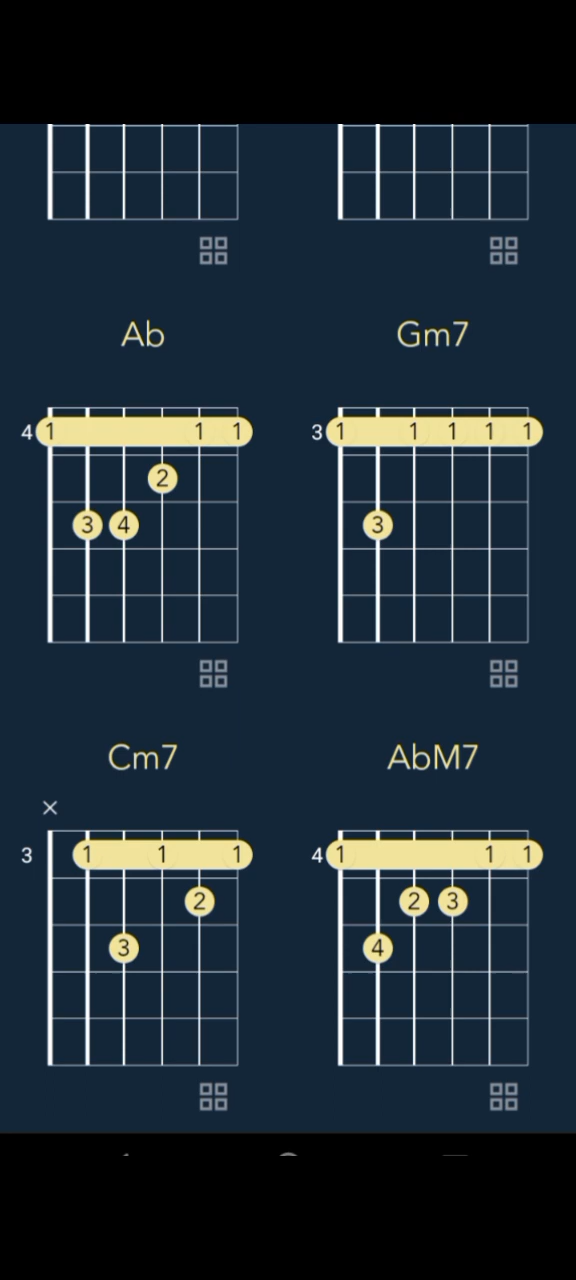 Ab Gm7
4 1 1 1 3 1 1 1 1 1
2
3 4 3
Cm7 AbM7
×
3 1 1 1 4 1 1 1
2 2 3
3 4